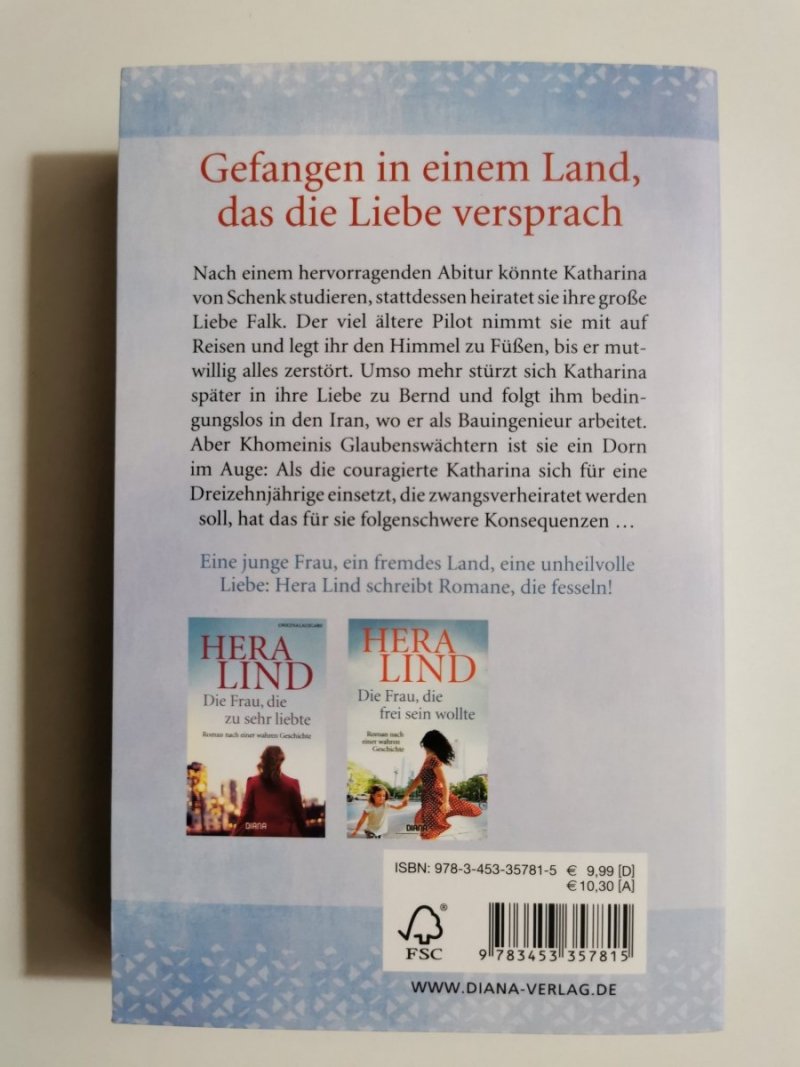 Gefangen in einem Land,
das die Liebe versprach
Nach einem hervorragenden Abitur könnte Katharina
von Schenk studieren, stattdessen heiratet sie ihre große
Liebe Falk. Der viel ältere Pilot nimmt sie mit auf
Reisen und legt ihr den Himmel zu Füßen, bis er mut-
willig alles zerstört. Umso mehr stürzt sich Katharina
später in ihre Liebe zu Bernd und folgt ihm bedin-
gungslos in den Iran, wo er als Bauingenieur arbeitet.
Aber Khomeinis Glaubenswächtern ist sie ein Dorn
im Auge: Als die couragierte Katharina sich für eine
Dreizehnjährige einsetzt, die zwangsverheiratet werden
soll, hat das für sie folgenschwere Konsequenzen …
Eine junge Frau, ein fremdes Land, eine unheilvolle
Liebe: Hera Lind schreibt Romane, die fesseln!
ORIGINALAUSGABE
HERA
LIND
Die Frau, die
zu sehr liebte
Roman nach einer wahren Geschichte
DIANA
HERA
LIND
Die Frau, die
frei sein wollte
Roman nach
einer wahren
Geschichte
DIANA
ISBN: 978-3-453-35781-5 € 9,99 [D]
€ 10,30 [A]
®
FSC
9 783453 357815
WWW.DIANA-VERLAG.DE